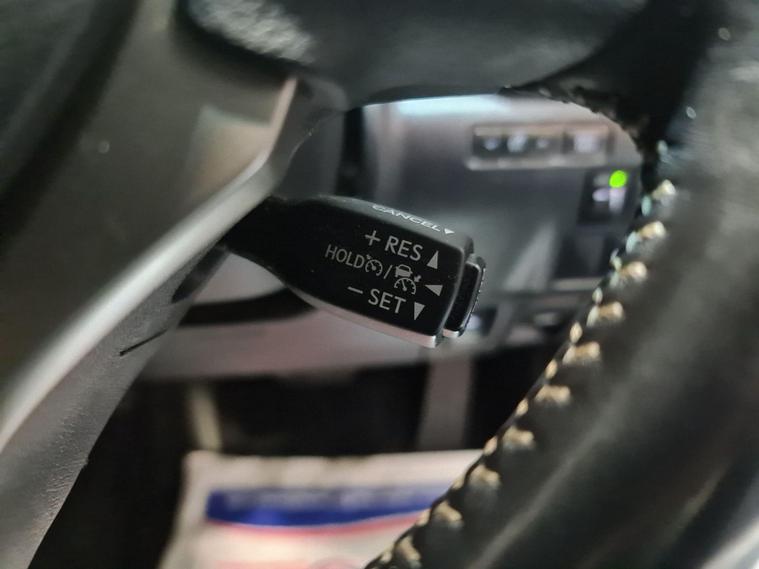 CANCEL
+ RES
HOLD /
− SET